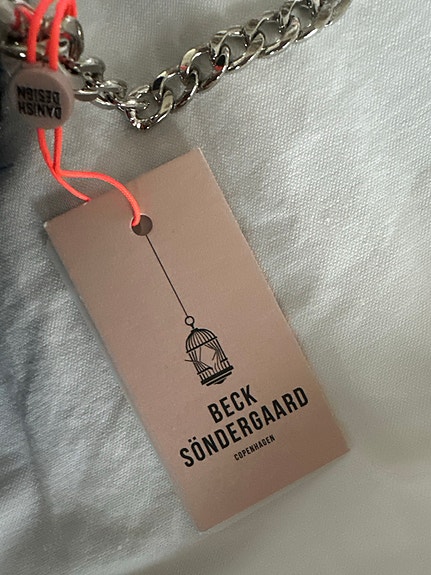 DANISH
DESIGN
BECK
SÖNDERGAARD
COPENHAGEN